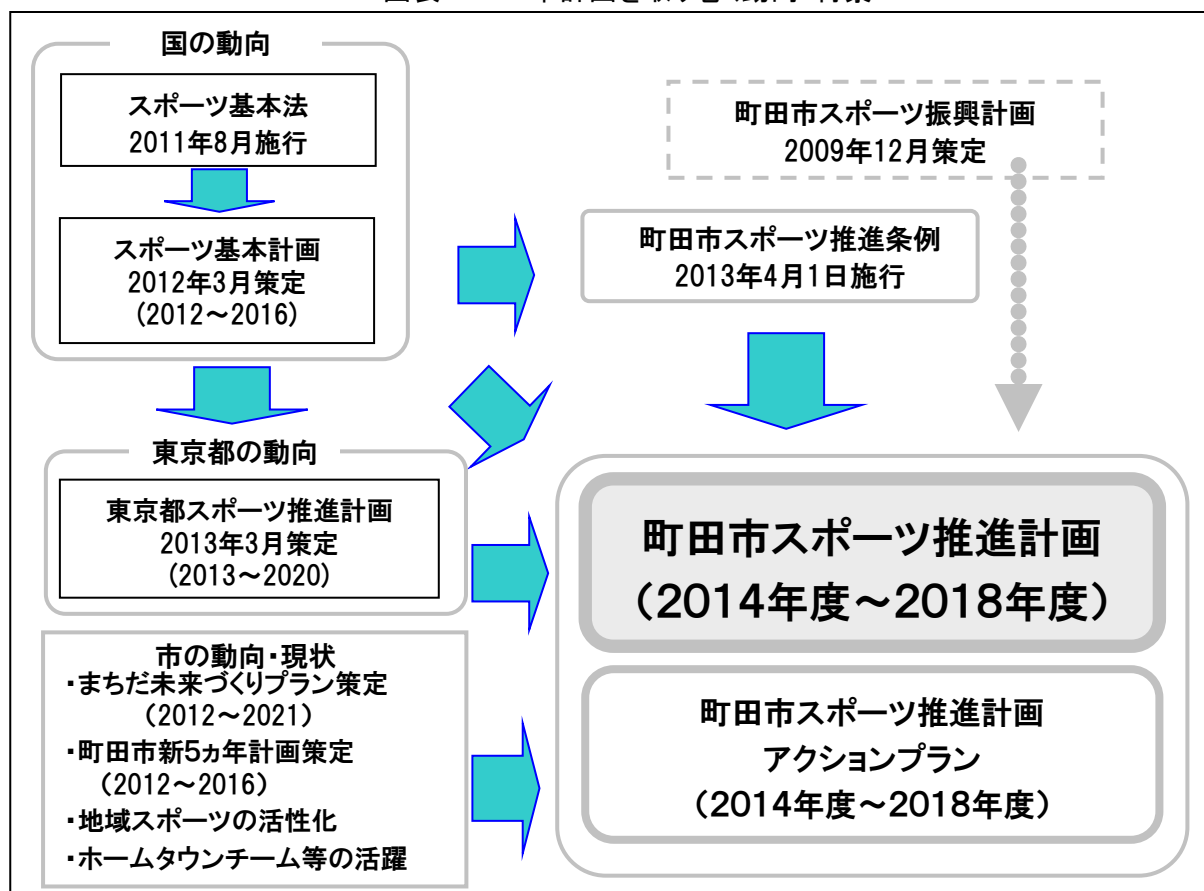 国の動向
スポーツ基本法
2011年8月施行
スポーツ基本計画
2012年3月策定
(2012～2016)
町田市スポーツ振興計画
2009年12月策定
町田市スポーツ推進条例
2013年4月1日施行
東京都の動向
東京都スポーツ推進計画
2013年3月策定
(2013～2020)
市の動向・現状
・まちだ未来づくりプラン策定
（2012～2021）
・町田市新5ヵ年計画策定
（2012～2016）
・地域スポーツの活性化
・ホームタウンチーム等の活躍
町田市スポーツ推進計画
（2014年度～2018年度）
町田市スポーツ推進計画
アクションプラン
（2014年度～2018年度）